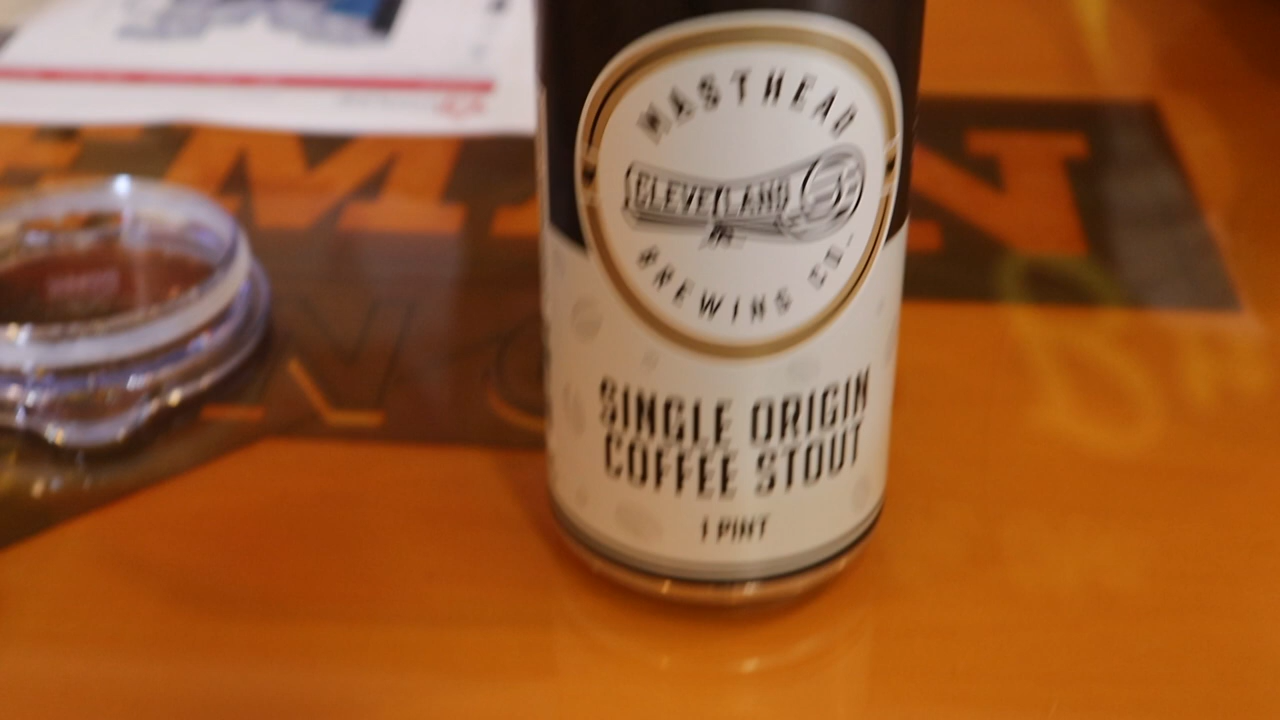 MASTHEAD
CLEVELAND
BREWING CO.
SINGLE ORIGIN
COFFEE STOUT
1 PINT